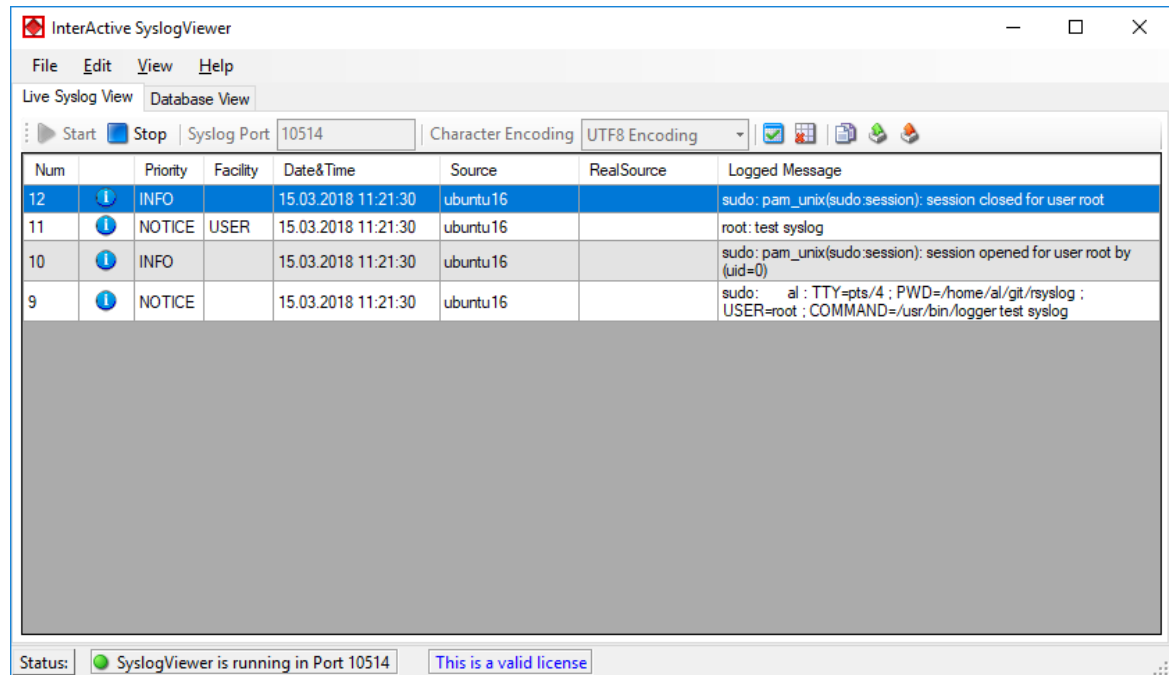 InterActive SyslogViewer
File Edit View Help
Live Syslog View Database View
Start Stop Syslog Port 10514 Character Encoding UTF8 Encoding
Num Priority Facility Date&Time Source RealSource Logged Message
12 INFO 15.03.2018 11:21:30 ubuntu16 sudo: pam_unix(sudo:session): session closed for user root
11 NOTICE USER 15.03.2018 11:21:30 ubuntu16 root: test syslog
10 INFO 15.03.2018 11:21:30 ubuntu16 sudo: pam_unix(sudo:session): session opened for user root by
(uid=0)
9 NOTICE 15.03.2018 11:21:30 ubuntu16 sudo: al : TTY=pts/4 ; PWD=/home/al/git/rsyslog ;
USER=root ; COMMAND=/usr/bin/logger test syslog
Status: SyslogViewer is running in Port 10514 This is a valid license